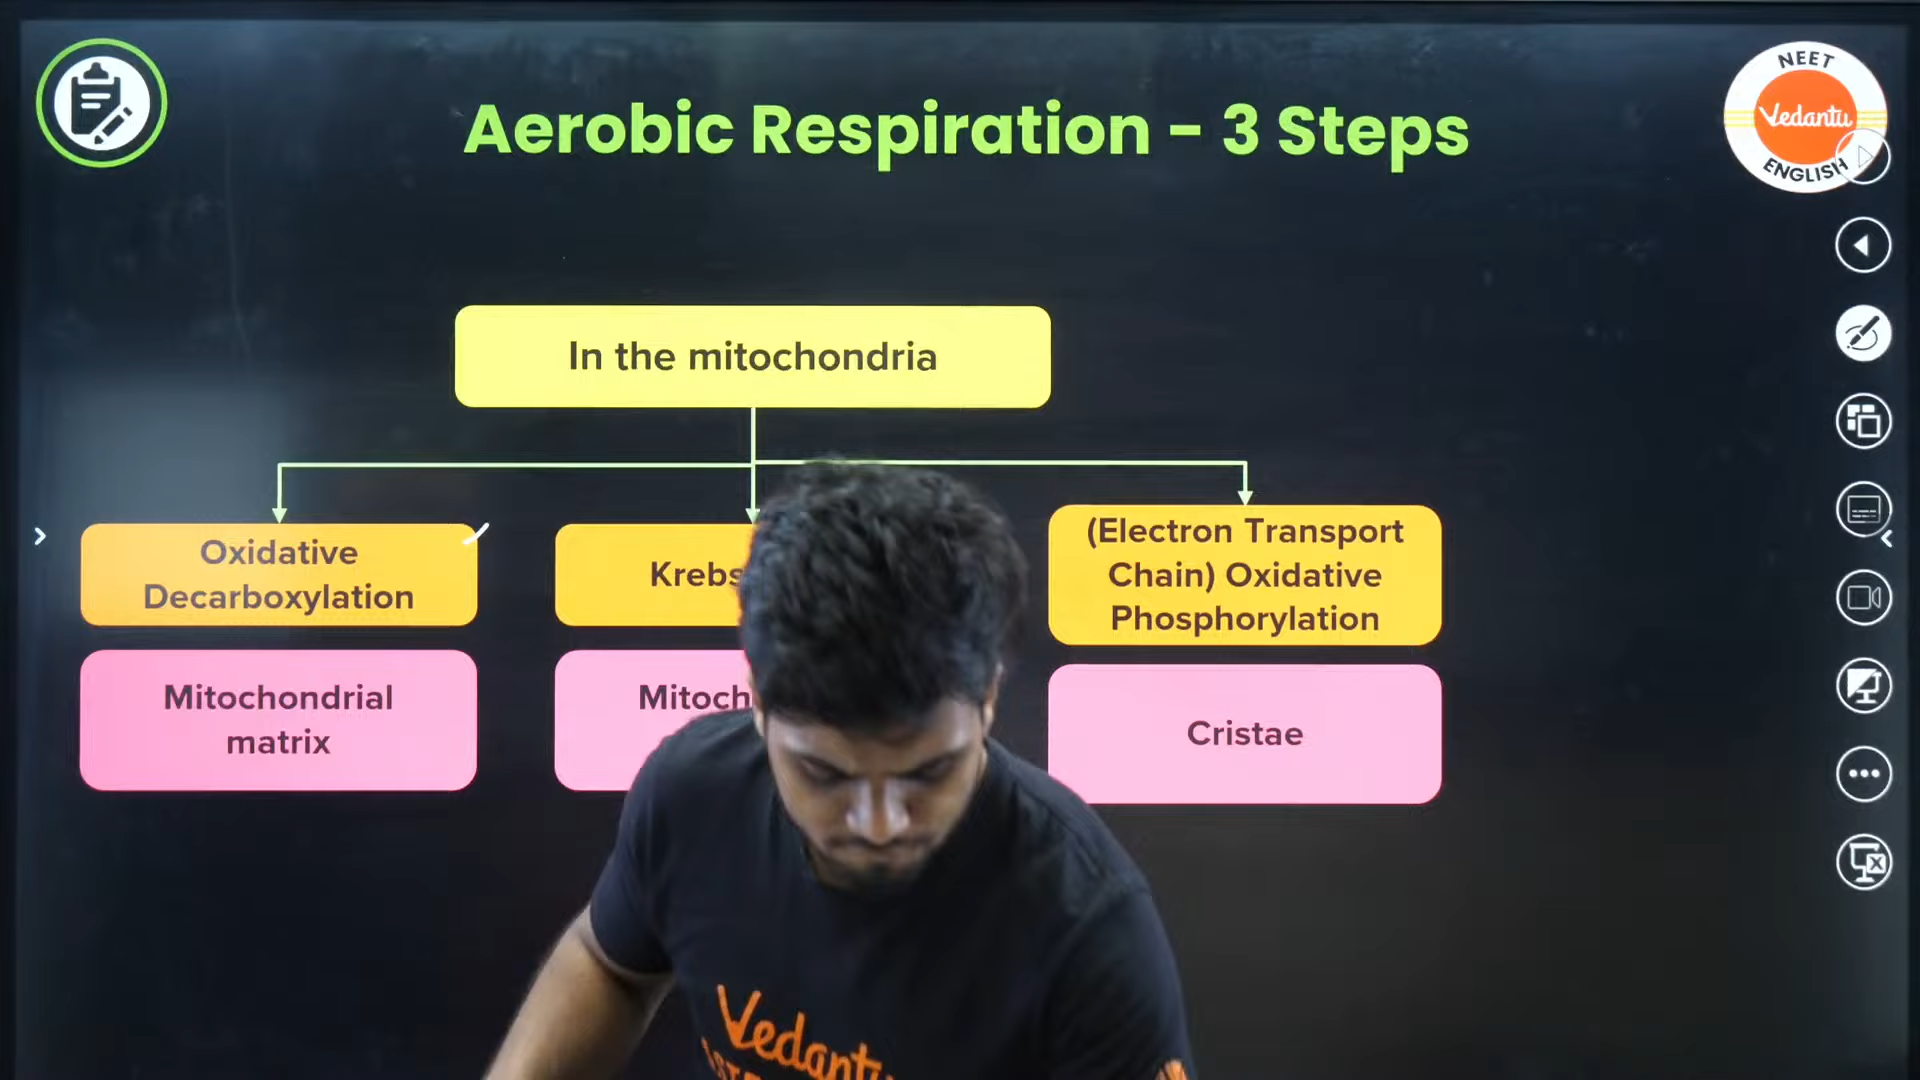 NEET
Vedantu
ENGLISH
Aerobic Respiration - 3 Steps
In the mitochondria
Oxidative
Decarboxylation
Krebs
(Electron Transport
Chain) Oxidative
Phosphorylation
Mitochondrial
matrix
Mitoch
Cristae
Vedantu